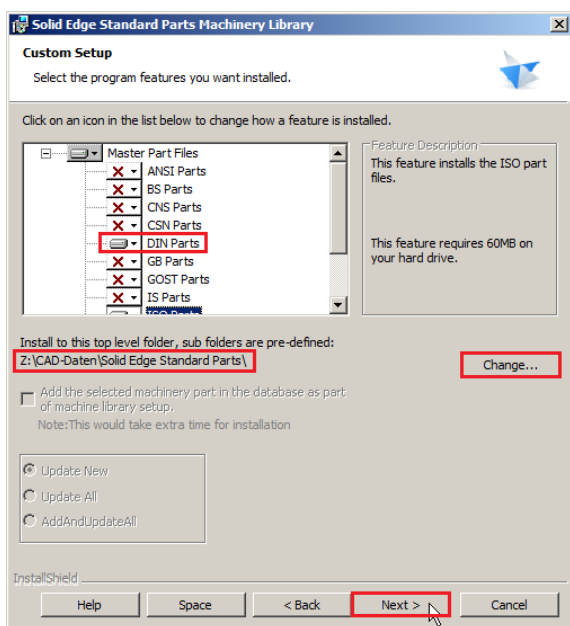 Solid Edge Standard Parts Machinery Library
Custom Setup
Select the program features you want installed.
Click on an icon in the list below to change how a feature is installed.
Master Part Files
ANSI Parts
BS Parts
CNS Parts
CSN Parts
DIN Parts
GB Parts
GOST Parts
IS Parts
ISO Parts
Feature Description
This feature installs the ISO part
files.
This feature requires 60MB on
your hard drive.
Install to this top level folder, sub folders are pre-defined:
Z:\CAD-Daten\Solid Edge Standard Parts\
Change...
Add the selected machinery part in the database as part
of machine library setup.
Note:This would take extra time for installation
Update New
Update All
AddAndUpdateAll
InstallShield
Help
Space
< Back
Next >
Cancel